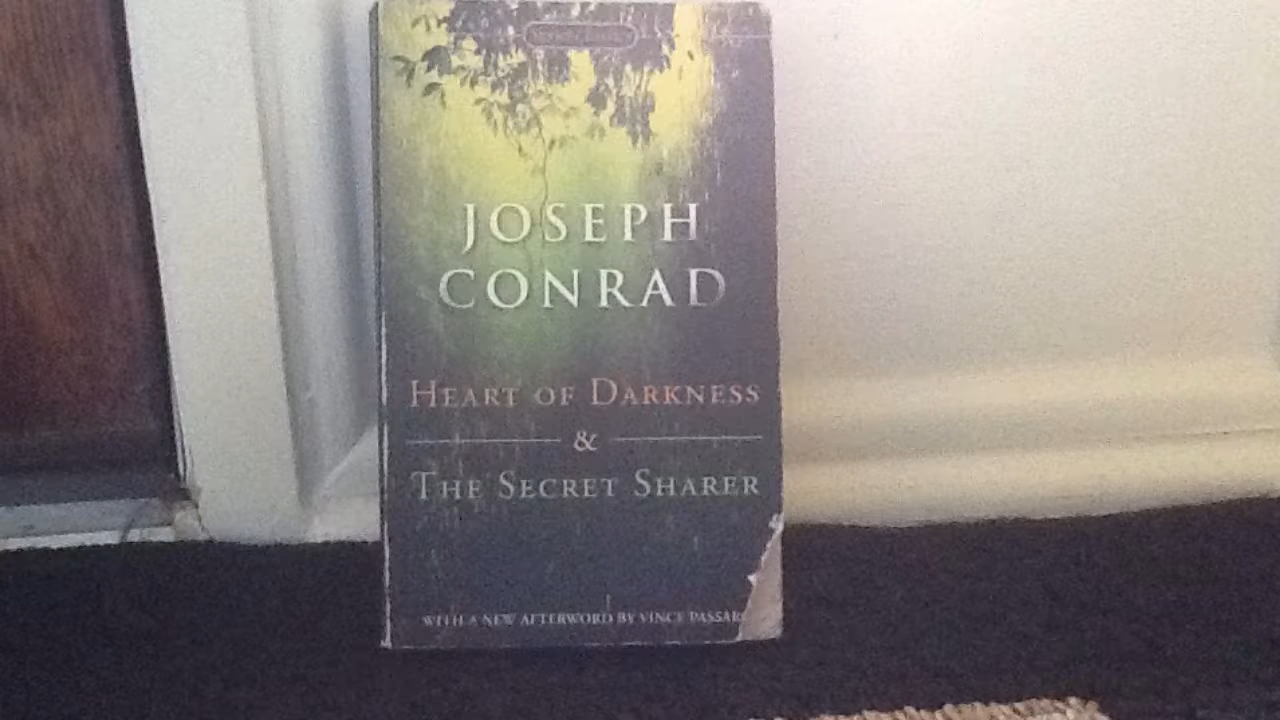 JOSEPH
CONRAD
HEART OF DARKNESS
&
THE SECRET SHARER
WITH A NEW AFTERWORD BY VINCE PASSAR